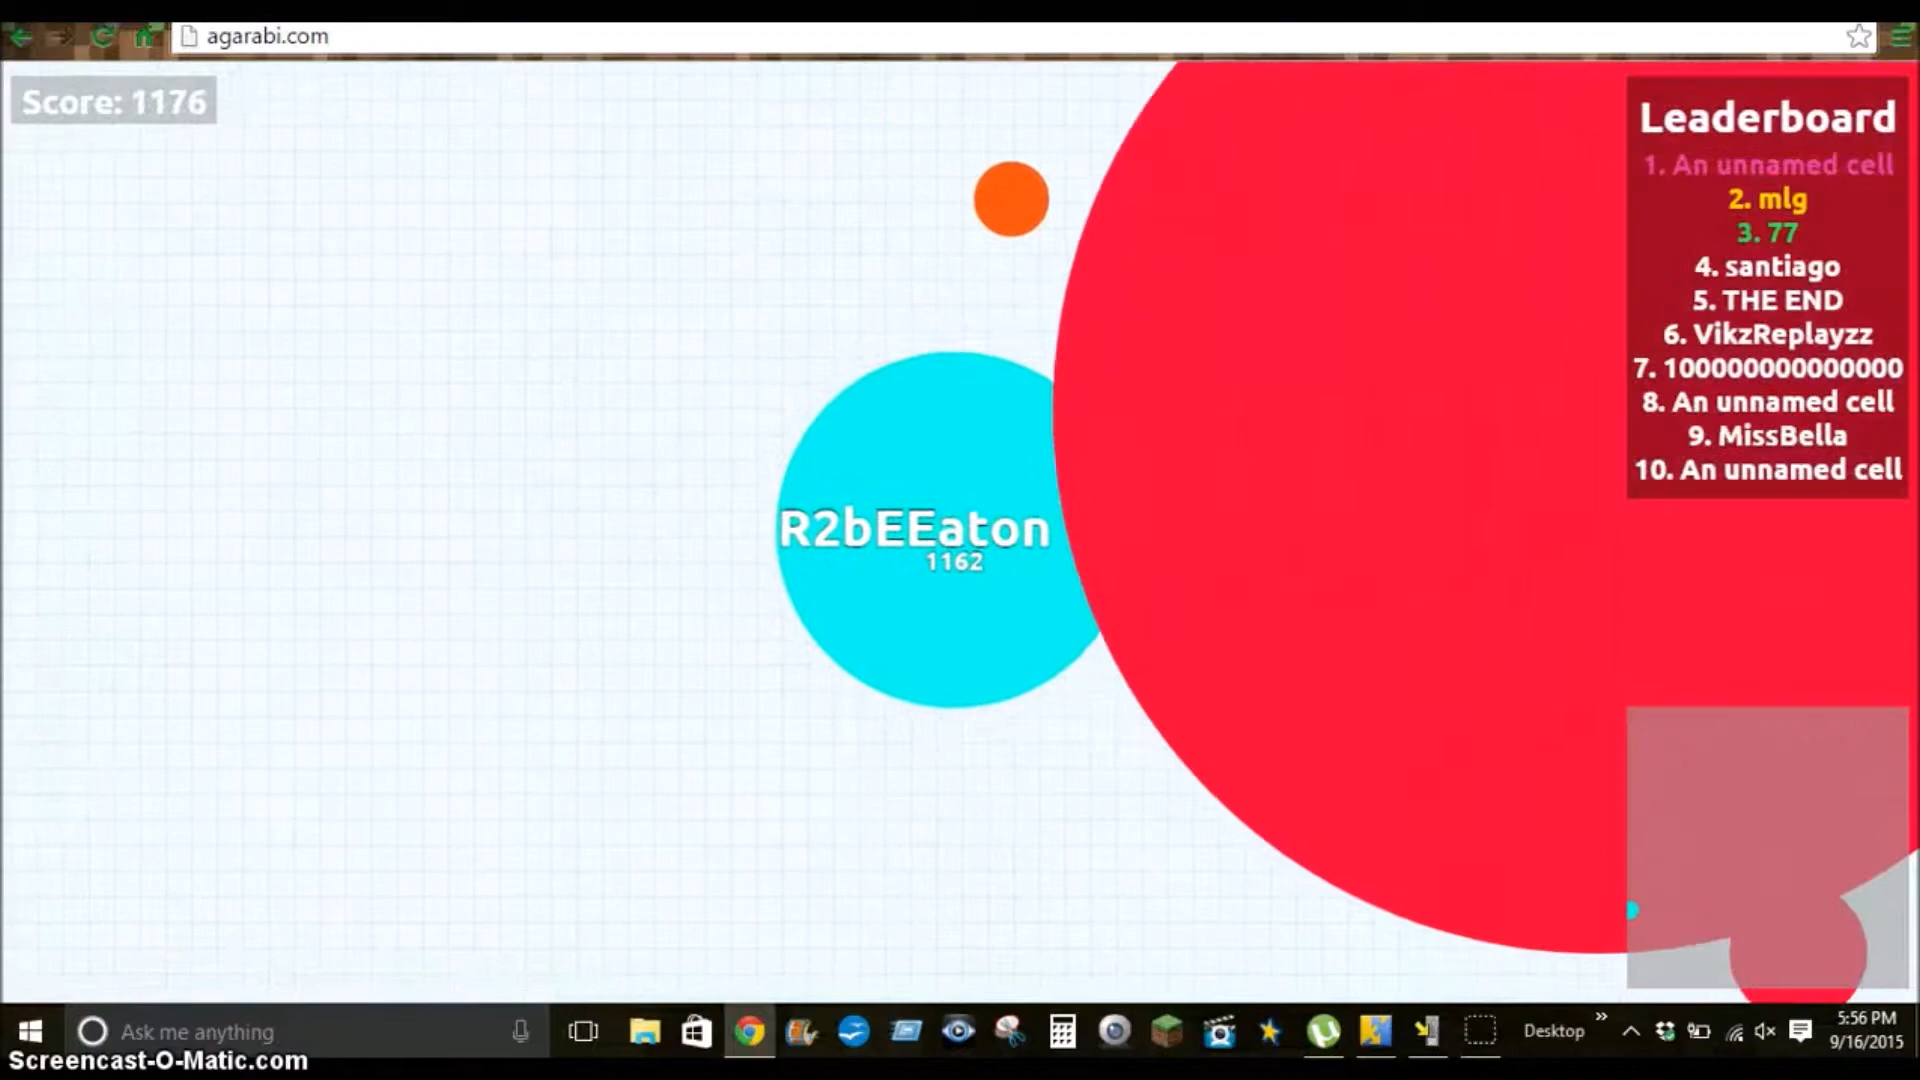 agarabi.com
Score: 1176
Leaderboard
1. An unnamed cell
2. mlg
3. 77
4. santiago
5. THE END
6. VikzReplayzz
7. 100000000000000
8. An unnamed cell
9. MissBella
10. An unnamed cell
R2bEEaton
1162
Ask me anything
Desktop
5:56 PM
9/16/2015
Screencast-O-Matic.com